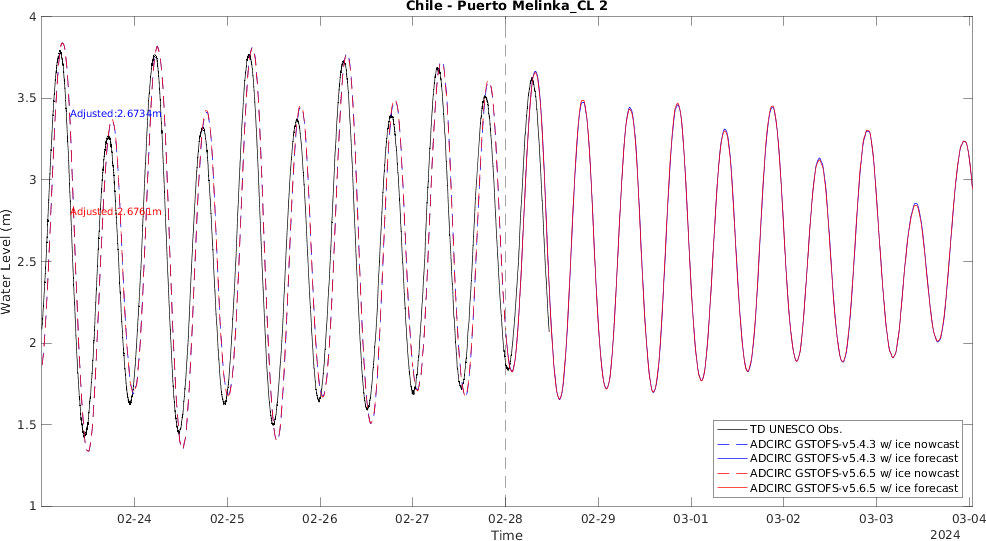 Chile - Puerto Melinka_CL 2
4
3.5
3
2.5
2
1.5
1
Water Level (m)
Adjusted:2.6734m
Adjusted:2.6761m
02-24
02-25
02-26
02-27
02-28
02-29
03-01
03-02
03-03
03-04
Time
2024
TD UNESCO Obs.
ADCIRC GSTOFS-v5.4.3 w/ ice nowcast
ADCIRC GSTOFS-v5.4.3 w/ ice forecast
ADCIRC GSTOFS-v5.6.5 w/ ice nowcast
ADCIRC GSTOFS-v5.6.5 w/ ice forecast